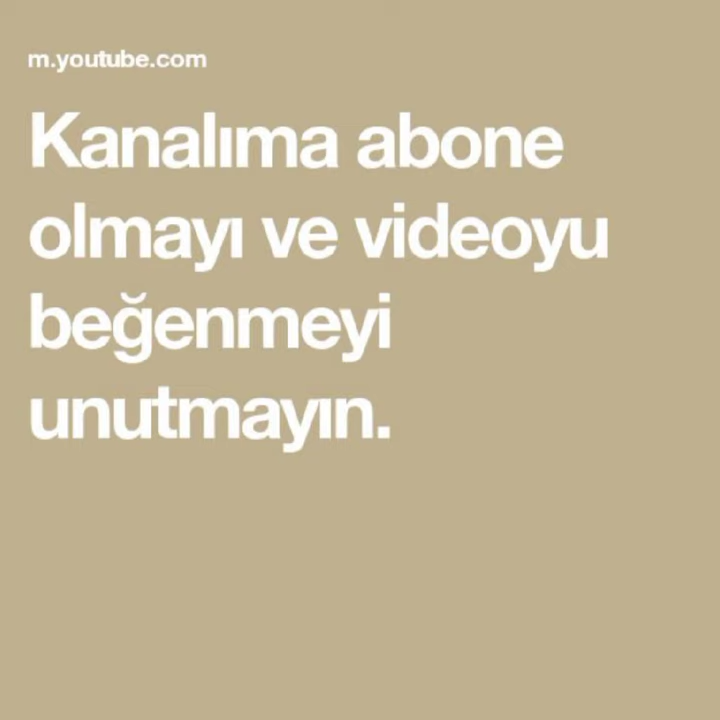 m.youtube.com
Kanalıma abone
olmayı ve videoyu
beğenmeyi
unutmayın.